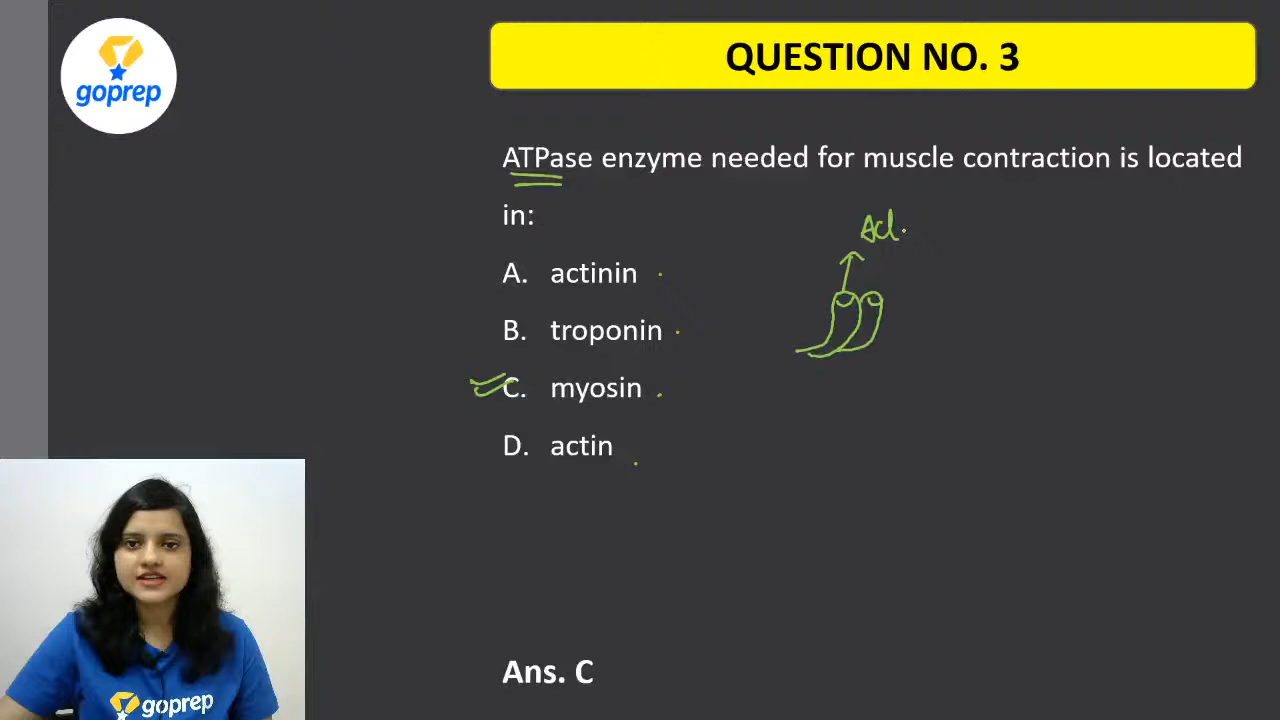 goprep
QUESTION NO. 3
ATPase enzyme needed for muscle contraction is located
in:
A. actinin
B. troponin
C. myosin
D. actin
goprep
Ans. C